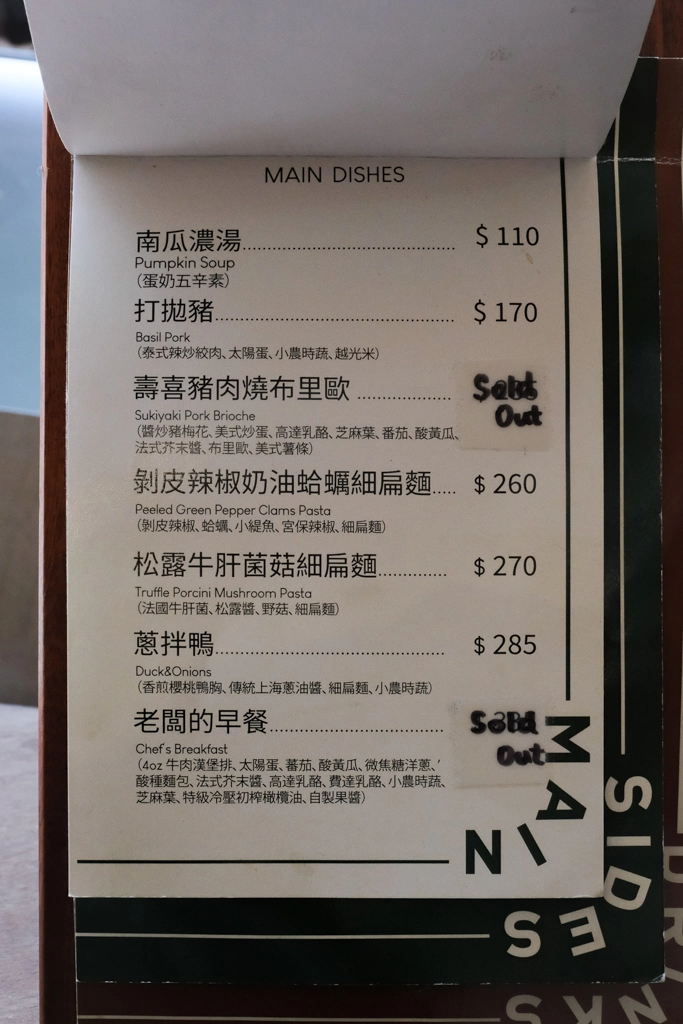 MAIN DISHES
南瓜濃湯 $ 110
Pumpkin Soup
(蛋奶五辛素)
打拋豬 $ 170
Basil Pork
(泰式辣炒絞肉、太陽蛋、小農時蔬、越光米)
壽喜豬肉燒布里歐 Sold
Out
Sukiyaki Pork Brioche
(醬炒豬梅花、美式炒蛋、高達乳酪、芝麻葉、番茄、酸黃瓜、
法式芥末醬、布里歐、美式薯條)
剝皮辣椒奶油蛤蠣細扁麵 $ 260
Peeled Green Pepper Clams Pasta
(剝皮辣椒、蛤蠣、小緹魚、宮保辣椒、細扁麵)
松露牛肝菌菇細扁麵 $ 270
Truffle Porcini Mushroom Pasta
(法國牛肝菌、松露醬、野菇、細扁麵)
蔥拌鴨 $ 285
Duck&Onions
(香煎櫻桃鴨胸、傳統上海蔥油醬、細扁麵、小農時蔬)
老闆的早餐 Sold
Out
Chef's Breakfast
(4oz 牛肉漢堡排、太陽蛋、蕃茄、酸黃瓜、微焦糖洋蔥、
酸種麵包、法式芥末醬、高達乳酪、費達乳酪、小農時蔬、
芝麻葉、特級冷壓初榨橄欖油、自製果醬)
MAIN
SIDES
DRINKS